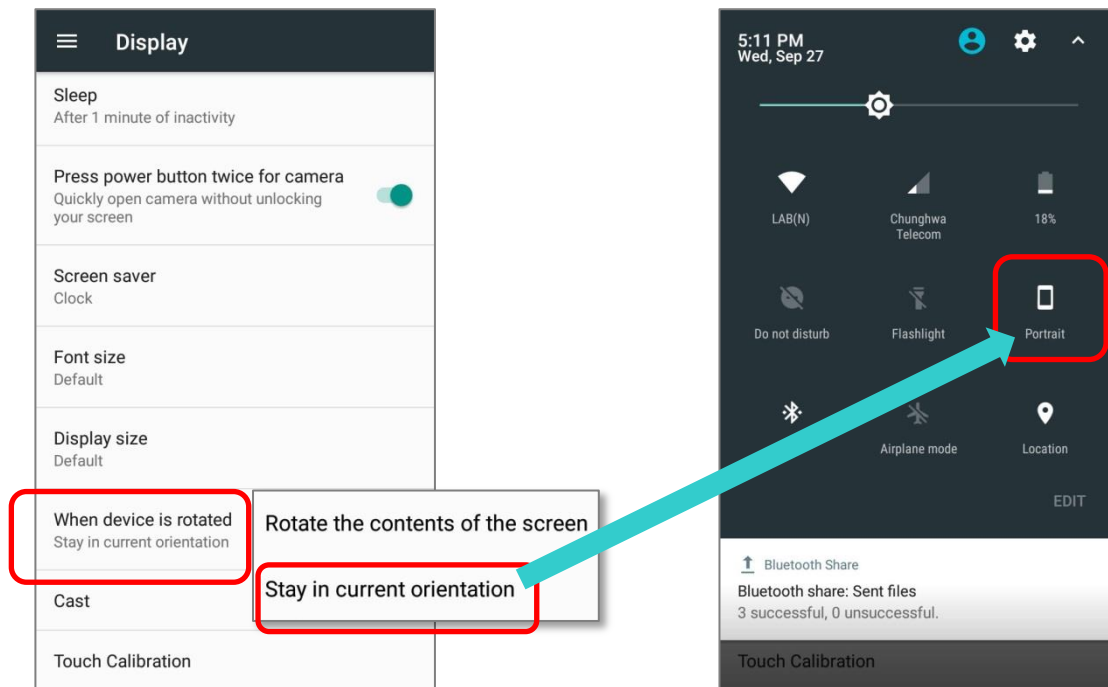 Display
Sleep
After 1 minute of inactivity
Press power button twice for camera
Quickly open camera without unlocking
your screen
Screen saver
Clock
Font size
Default
Display size
Default
When device is rotated
Stay in current orientation
Cast
Touch Calibration
Rotate the contents of the screen
Stay in current orientation
5:11 PM
Wed, Sep 27
LAB(N)
Chunghwa
Telecom
18%
Do not disturb
Flashlight
Portrait
Airplane mode
Location
EDIT
Bluetooth Share
Bluetooth share: Sent files
3 successful, 0 unsuccessful.
Touch Calibration